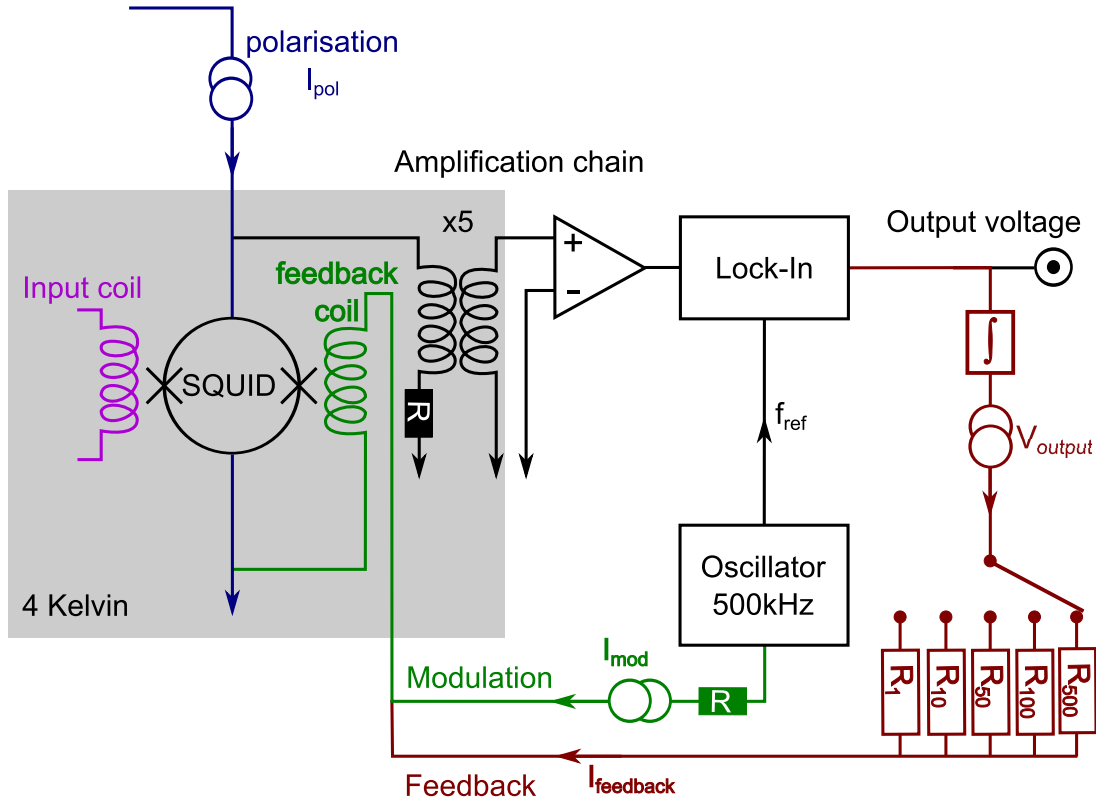 polarisation
Ipol
Amplification chain
x5
Output voltage
Input coil
feedback
coil
+
-
Lock-In
SQUID
R
∫
fref
Voutput
Oscillator
500kHz
4 Kelvin
Imod
Modulation
R
R1
R10
R50
R100
R500
Feedback
Ifeedback